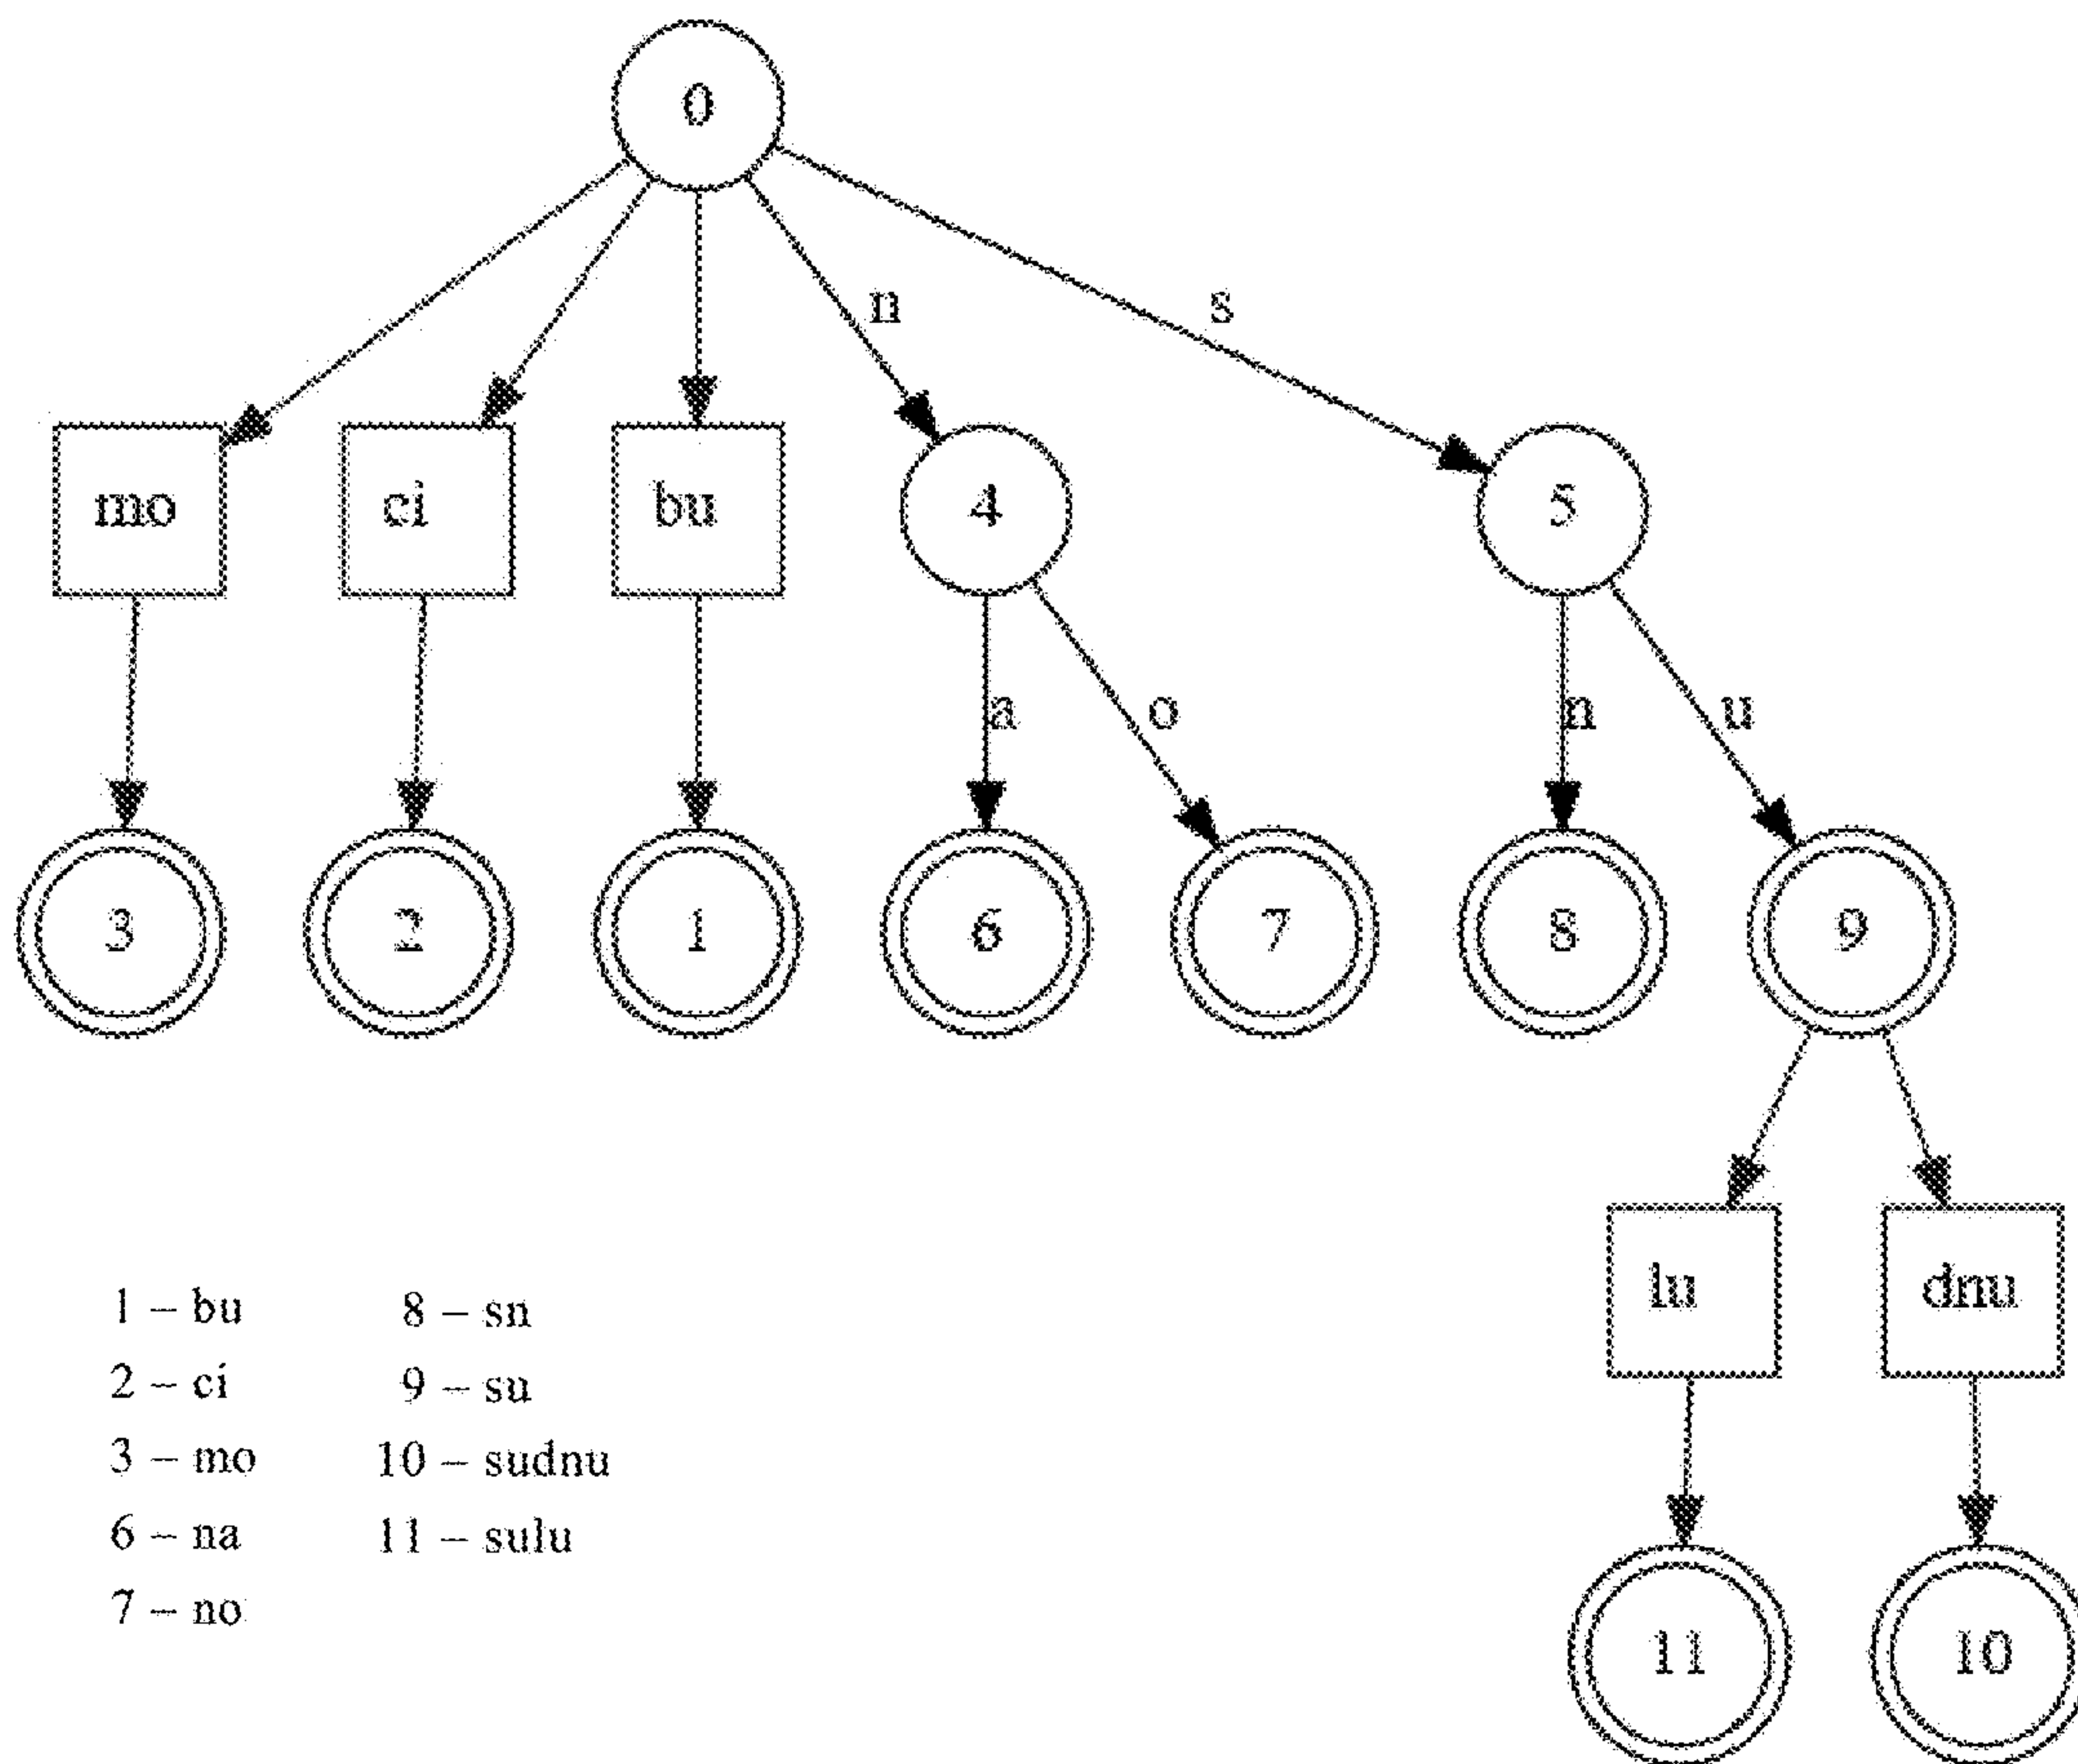 0
n s
mo ci bu 4 5
a o n u
3 2 1 6 7 8 9
lu dnu
1 – bu
2 – ci
3 – mo
6 – na
7 – no
8 – sn
9 – su
10 – sudnu
11 – sulu
11 10